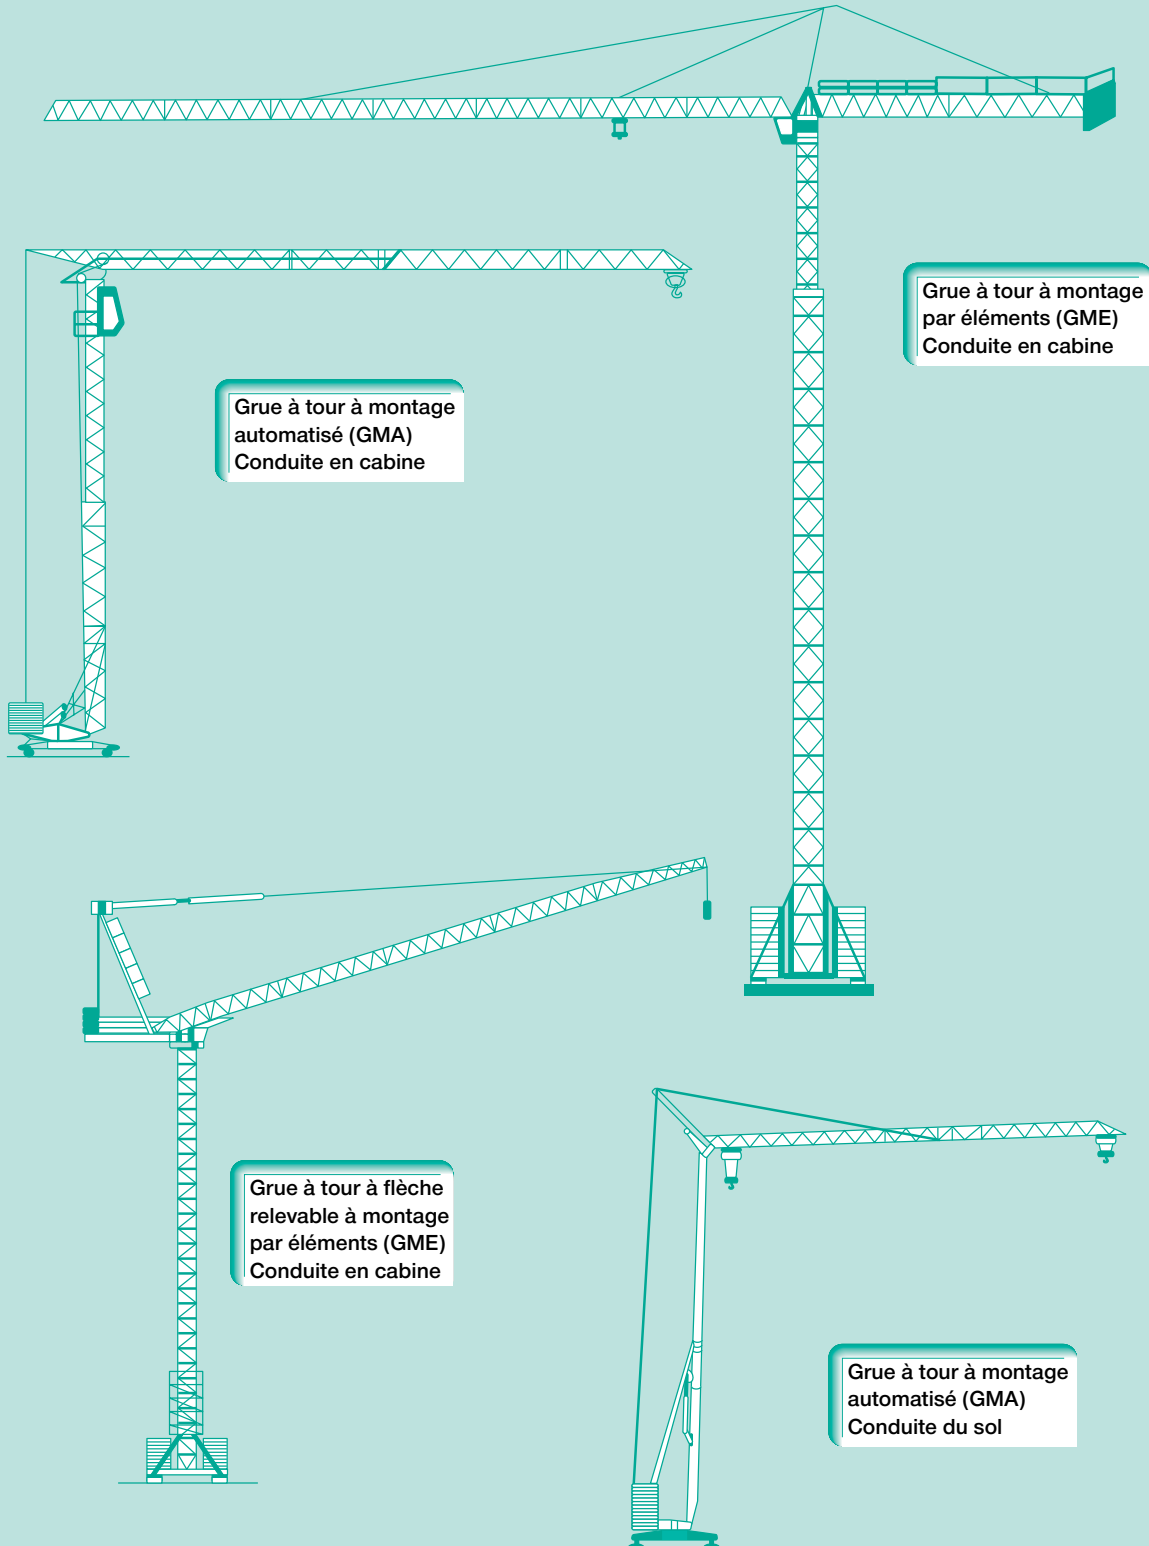 Grue à tour à montage
par éléments (GME)
Conduite en cabine
Grue à tour à montage
automatisé (GMA)
Conduite en cabine
Grue à tour à flèche
relevable à montage
par éléments (GME)
Conduite en cabine
Grue à tour à montage
automatisé (GMA)
Conduite du sol